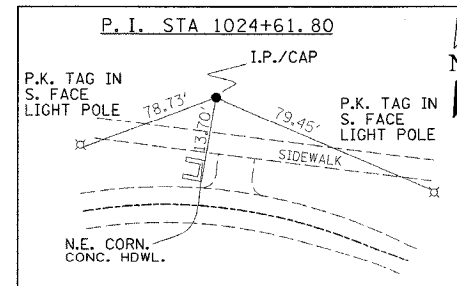 P.I. STA 1024+61.80
I.P./CAP
N
P.K. TAG IN
S. FACE
LIGHT POLE
78.73'
79.45'
P.K. TAG IN
S. FACE
LIGHT POLE
13.70'
SIDEWALK
N.E. CORN.
CONC. HDWL.